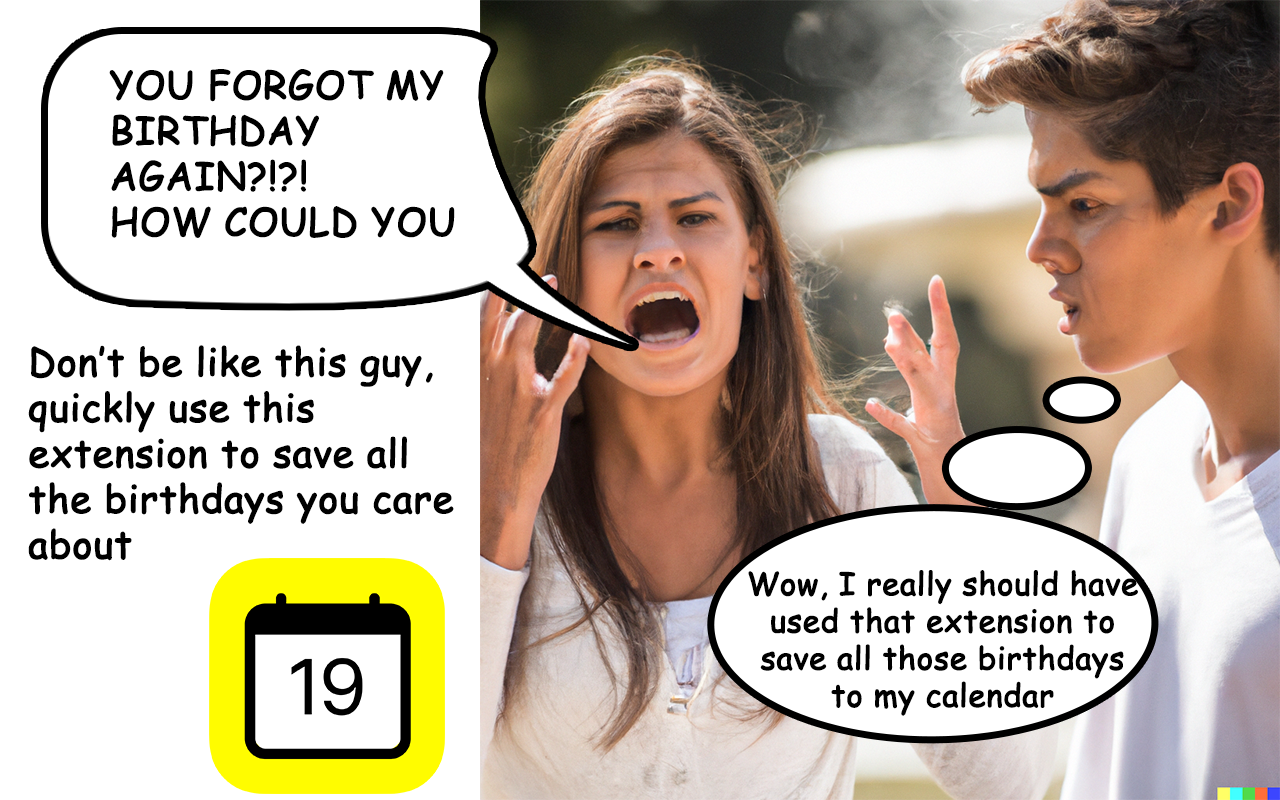 YOU FORGOT MY
BIRTHDAY
AGAIN?!?!
HOW COULD YOU
Don't be like this guy,
quickly use this
extension to save all
the birthdays you care
about
19
Wow, I really should have
used that extension to
save all those birthdays
to my calendar